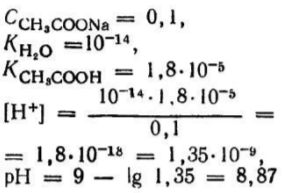 C_CH₃COONa = 0,1,
K_H₂O = 10⁻¹⁴,
K_CH₃COOH = 1,8·10⁻⁵
[H⁺] = 10⁻¹⁴·1,8·10⁻⁵ / 0,1 =
= 1,8·10⁻¹⁸ = 1,35·10⁻⁹,
pH = 9 — lg 1,35 = 8,87